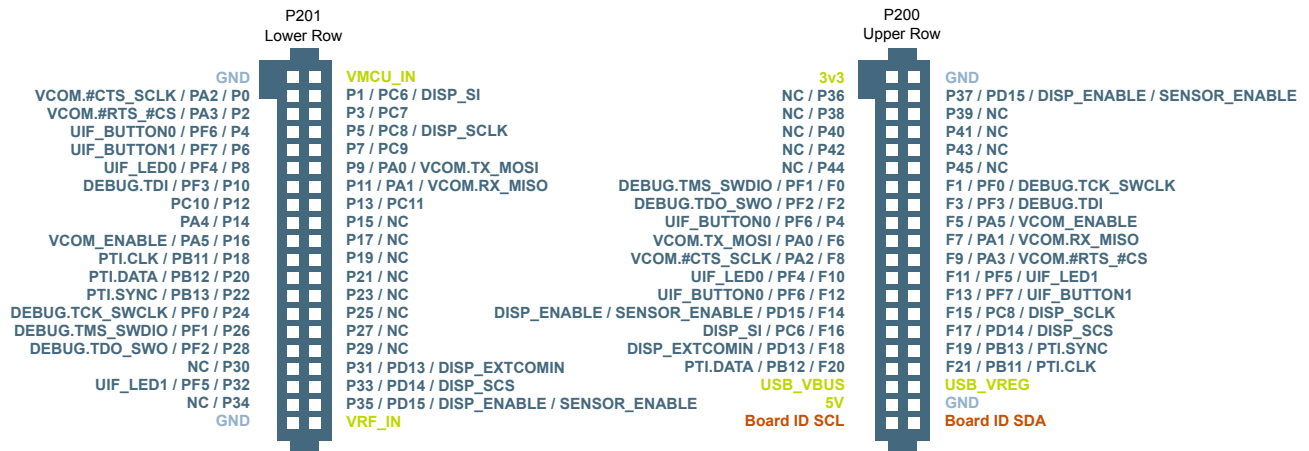 P201
Lower Row
GND
VMCU_IN
VCOM.#CTS_SCLK / PA2 / P0
P1 / PC6 / DISP_SI
VCOM.#RTS_#CS / PA3 / P2
P3 / PC7
UIF_BUTTON0 / PF6 / P4
P5 / PC8 / DISP_SCLK
UIF_BUTTON1 / PF7 / P6
P7 / PC9
UIF_LED0 / PF4 / P8
P9 / PA0 / VCOM.TX_MOSI
DEBUG.TDI / PF3 / P10
P11 / PA1 / VCOM.RX_MISO
PC10 / P12
P13 / PC11
PA4 / P14
P15 / NC
VCOM_ENABLE / PA5 / P16
P17 / NC
PTI.CLK / PB11 / P18
P19 / NC
PTI.DATA / PB12 / P20
P21 / NC
PTI.SYNC / PB13 / P22
P23 / NC
DEBUG.TCK_SWCLK / PF0 / P24
P25 / NC
DEBUG.TMS_SWDIO / PF1 / P26
P27 / NC
DEBUG.TDO_SWO / PF2 / P28
P29 / NC
NC / P30
P31 / PD13 / DISP_EXTCOMIN
UIF_LED1 / PF5 / P32
P33 / PD14 / DISP_SCS
NC / P34
P35 / PD15 / DISP_ENABLE / SENSOR_ENABLE
GND
VRF_IN
P200
Upper Row
3v3
GND
NC / P36
P37 / PD15 / DISP_ENABLE / SENSOR_ENABLE
NC / P38
P39 / NC
NC / P40
P41 / NC
NC / P42
P43 / NC
NC / P44
P45 / NC
DEBUG.TMS_SWDIO / PF1 / F0
F1 / PF0 / DEBUG.TCK_SWCLK
DEBUG.TDO_SWO / PF2 / F2
F3 / PF3 / DEBUG.TDI
UIF_BUTTON0 / PF6 / P4
F5 / PA5 / VCOM_ENABLE
VCOM.TX_MOSI / PA0 / F6
F7 / PA1 / VCOM.RX_MISO
VCOM.#CTS_SCLK / PA2 / F8
F9 / PA3 / VCOM.#RTS_#CS
UIF_LED0 / PF4 / F10
F11 / PF5 / UIF_LED1
UIF_BUTTON0 / PF6 / F12
F13 / PF7 / UIF_BUTTON1
DISP_ENABLE / SENSOR_ENABLE / PD15 / F14
F15 / PC8 / DISP_SCLK
DISP_SI / PC6 / F16
F17 / PD14 / DISP_SCS
DISP_EXTCOMIN / PD13 / F18
F19 / PB13 / PTI.SYNC
PTI.DATA / PB12 / F20
F21 / PB11 / PTI.CLK
USB_VBUS
USB_VREG
5V
GND
Board ID SCL
Board ID SDA